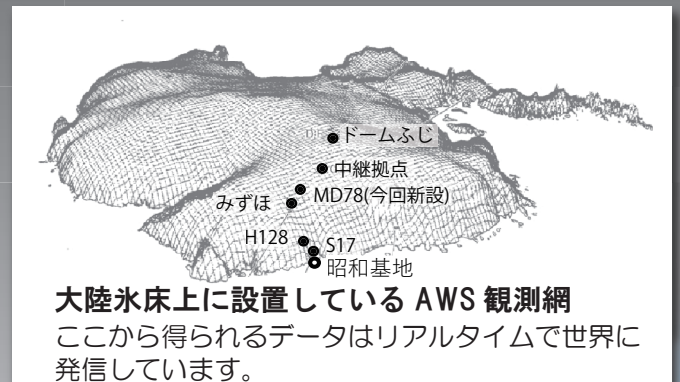 ドームふじ
中継拠点
MD78(今回新設)
みずほ
H128
S17
昭和基地
大陸氷床上に設置している AWS 観測網
ここから得られるデータはリアルタイムで世界に
発信しています。